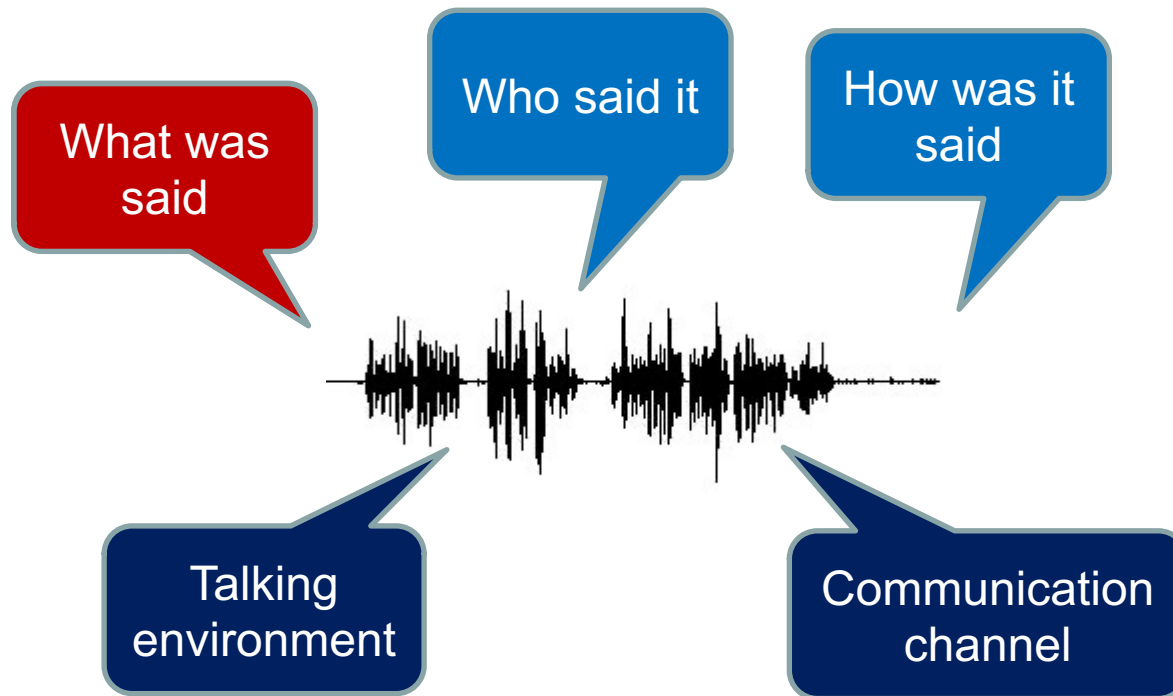 What was
said
Who said it
How was it
said
Talking
environment
Communication
channel